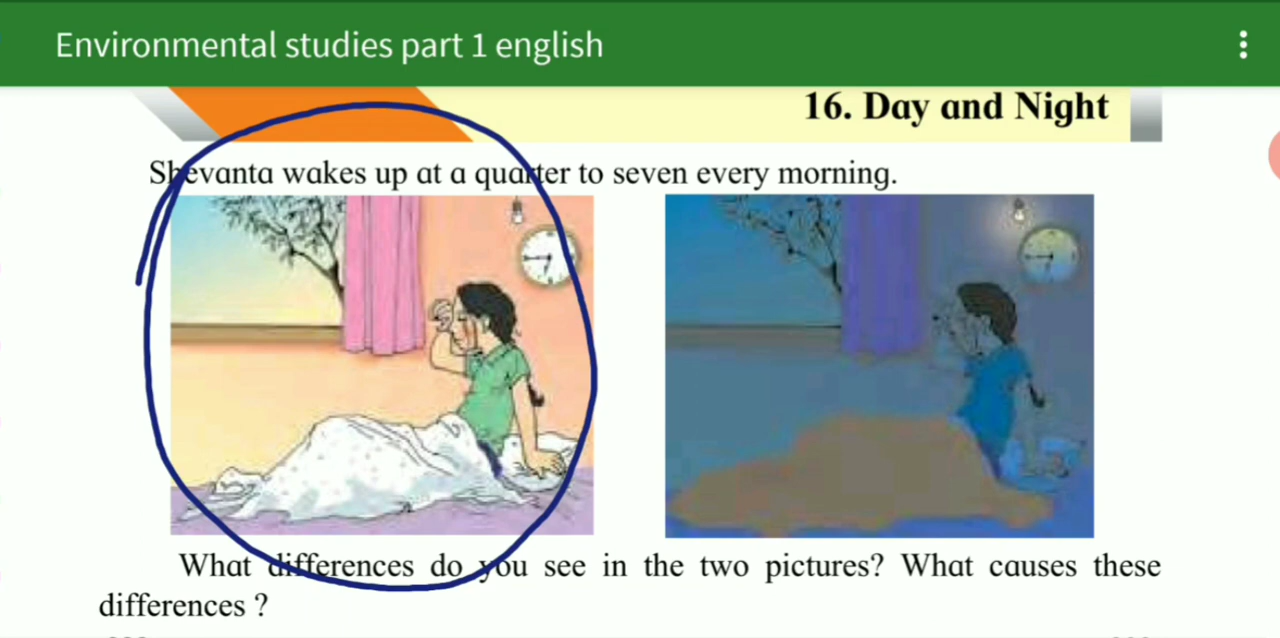 Environmental studies part 1 english
16. Day and Night
Shevanta wakes up at a quarter to seven every morning.
What differences do you see in the two pictures? What causes these
differences ?